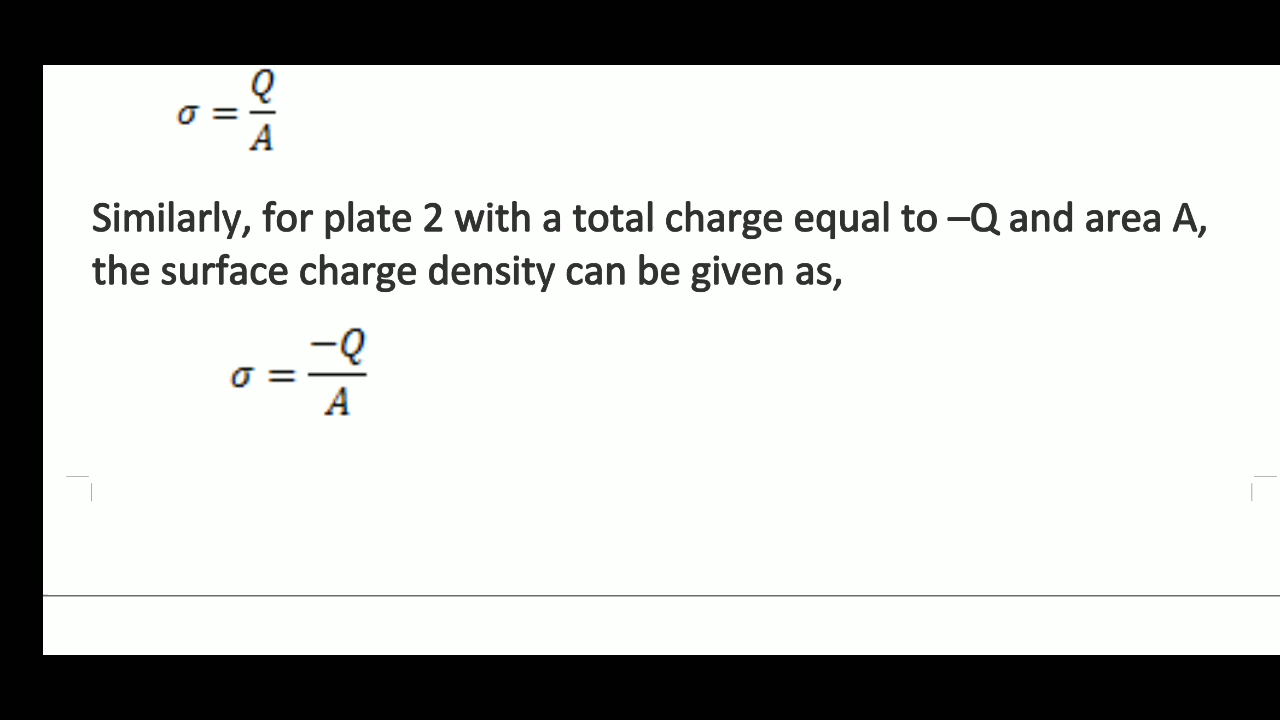 σ = Q/A
Similarly, for plate 2 with a total charge equal to –Q and area A,
the surface charge density can be given as,
σ = −Q/A